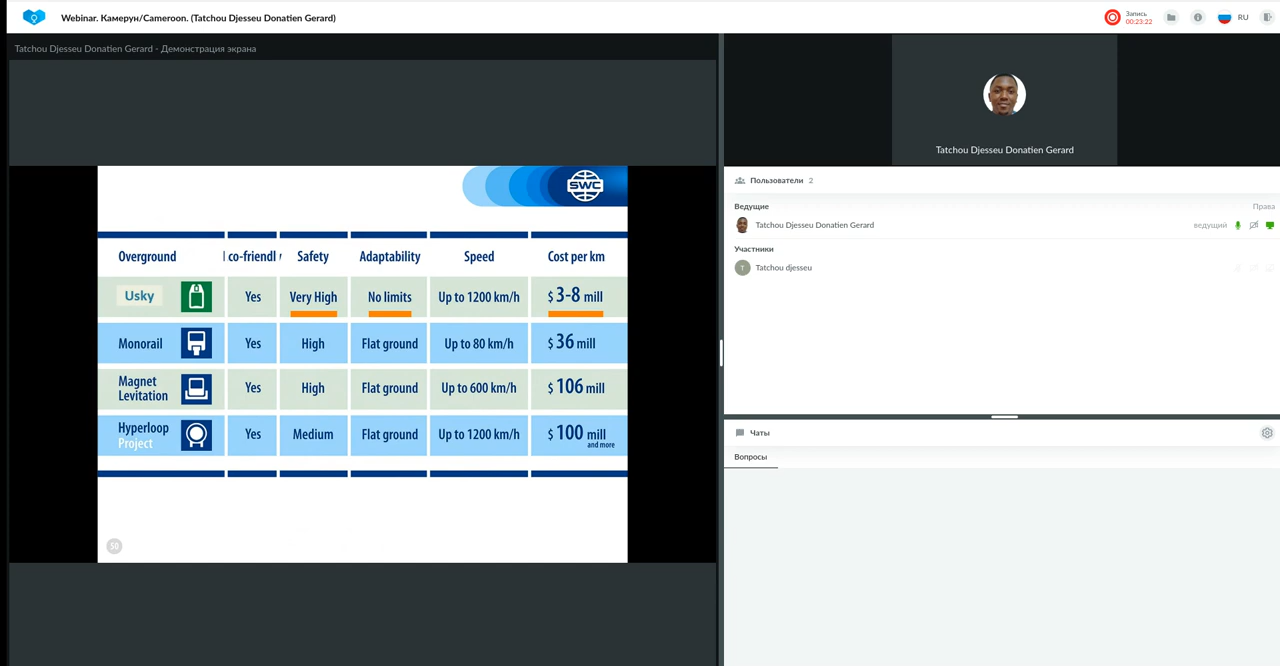 Webinar. Камерун/Cameroon. (Tatchou Djesseu Donatien Gerard)
Запись
00:23:22
RU
Tatchou Djesseu Donatien Gerard - Демонстрация экрана
SWC
Overground co-friendl Safety Adaptability Speed Cost per km
Usky Yes Very High No limits Up to 1200 km/h $ 3-8 mill
Monorail Yes High Flat ground Up to 80 km/h $ 36 mill
Magnet
Levitation Yes High Flat ground Up to 600 km/h $ 106 mill
Hyperloop
Project Yes Medium Flat ground Up to 1200 km/h $ 100 mill
and more
50
Tatchou Djesseu Donatien Gerard
Пользователи 2
Ведущие Права
Tatchou Djesseu Donatien Gerard ведущий
Участники
T Tatchou djesseu
Чаты
Вопросы